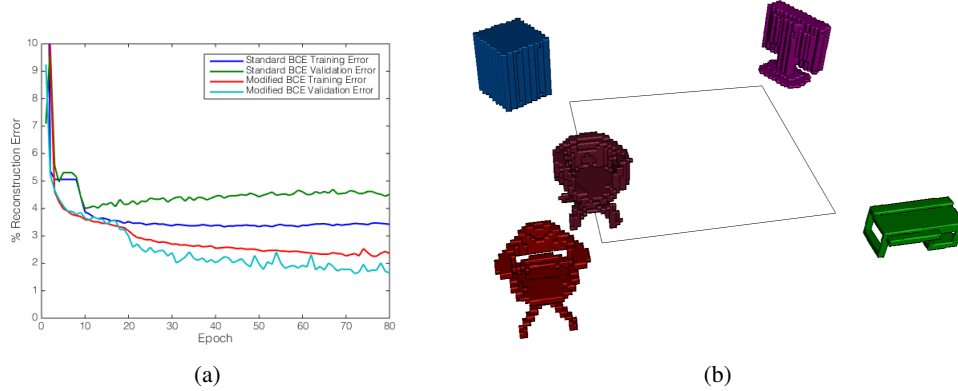 10
9
8
7
6
5
4
3
2
1
0
% Reconstruction Error
Standard BCE Training Error
Standard BCE Validation Error
Modified BCE Training Error
Modified BCE Validation Error
0 10 20 30 40 50 60 70 80
Epoch
(a)
(b)